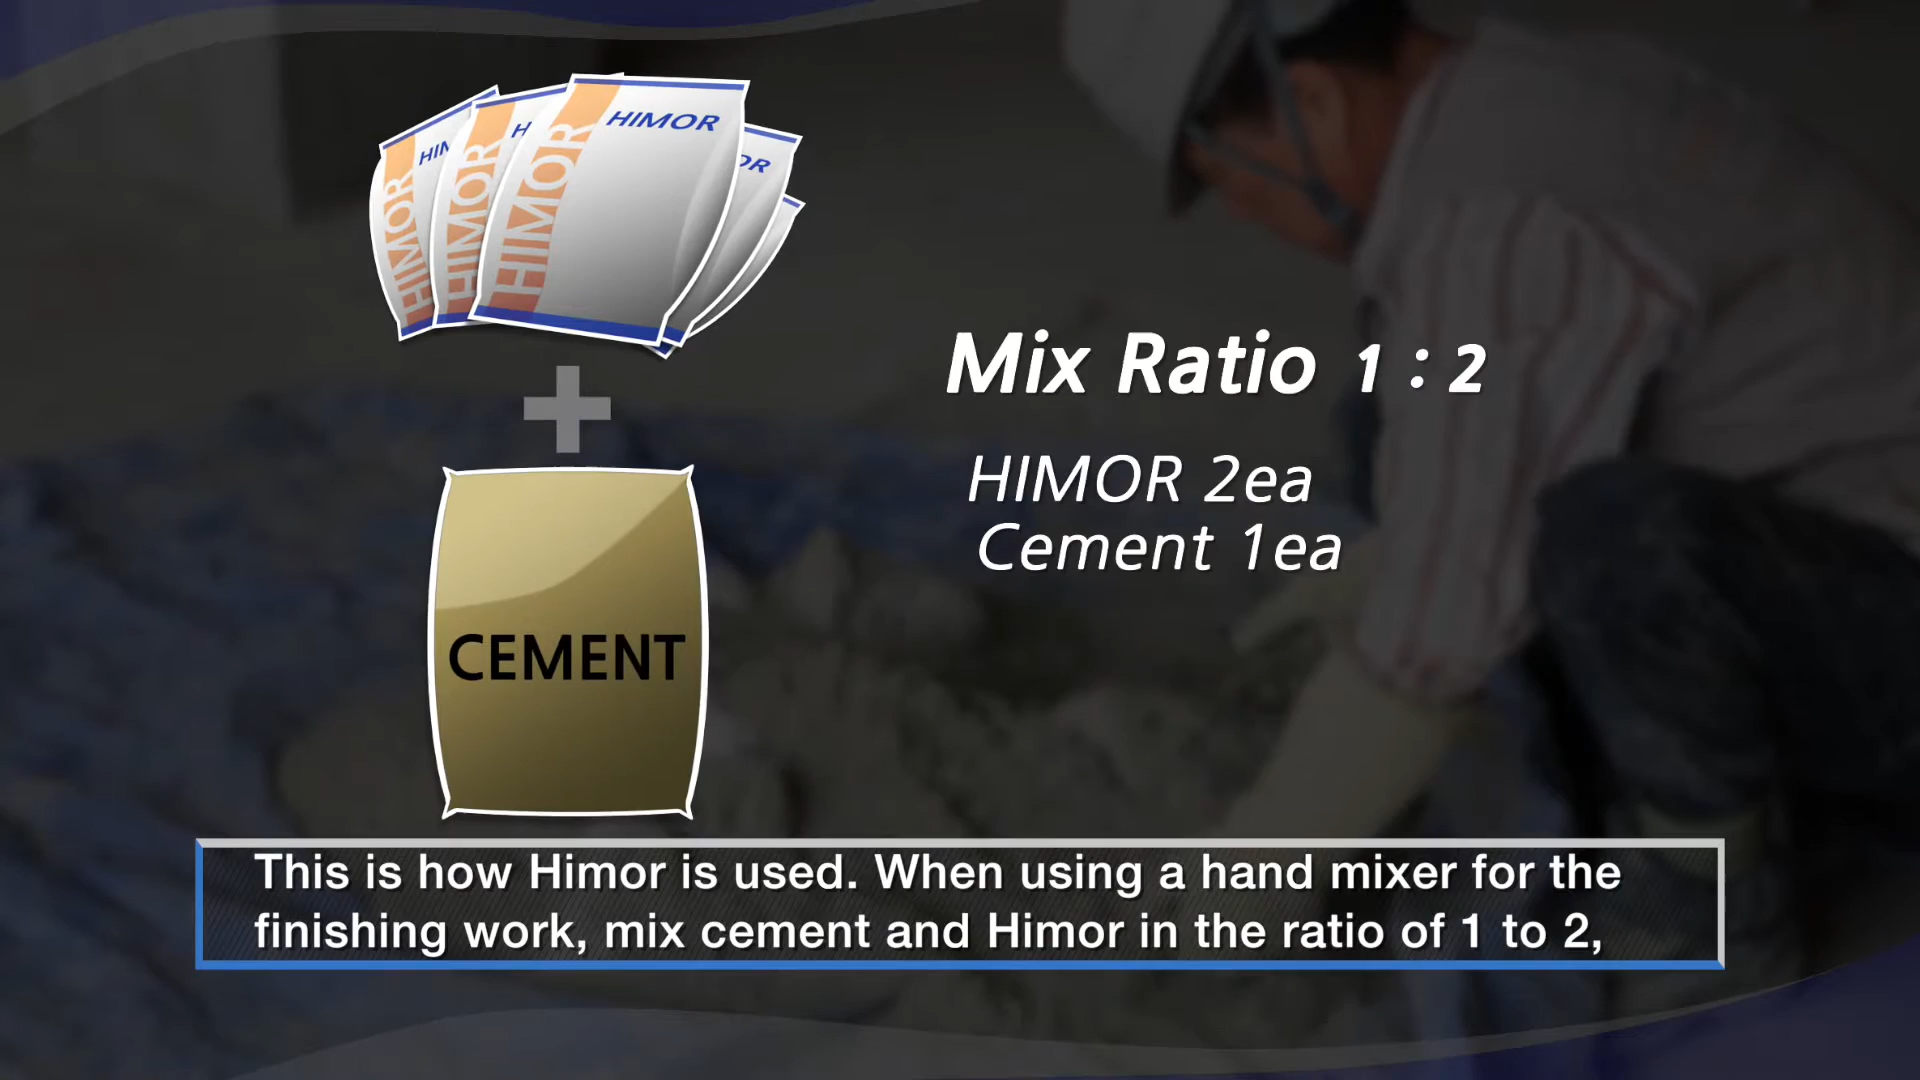 HIMOR
HIMOR
HIMOR
HIMOR
Mix Ratio 1 : 2
HIMOR 2ea
Cement 1ea
CEMENT
This is how Himor is used. When using a hand mixer for the
finishing work, mix cement and Himor in the ratio of 1 to 2,